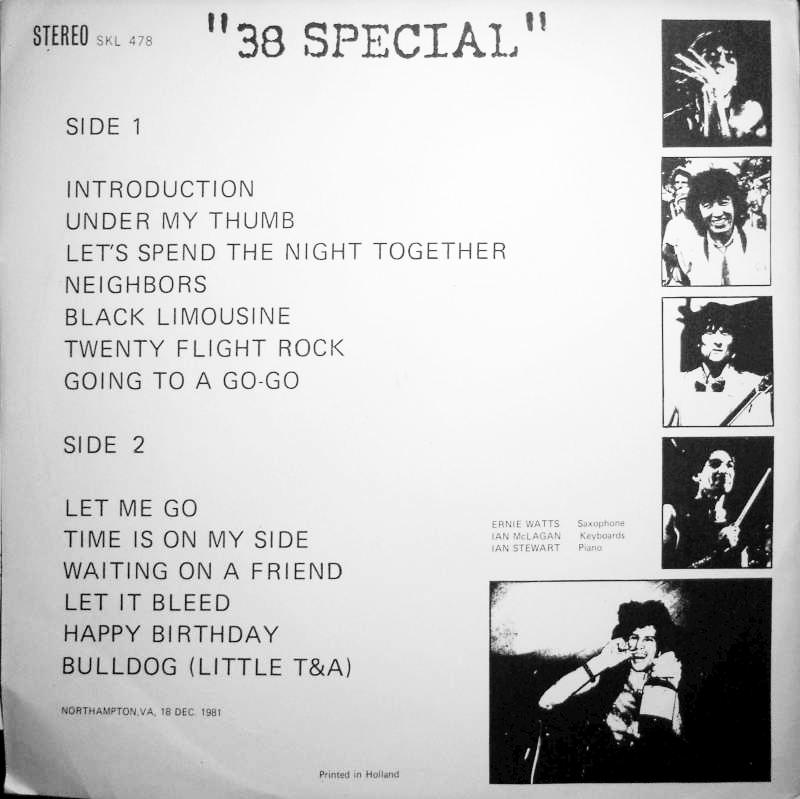 STEREO SKL 478
"38 SPECIAL"
SIDE 1
INTRODUCTION
UNDER MY THUMB
LET'S SPEND THE NIGHT TOGETHER
NEIGHBORS
BLACK LIMOUSINE
TWENTY FLIGHT ROCK
GOING TO A GO-GO
SIDE 2
LET ME GO
TIME IS ON MY SIDE
WAITING ON A FRIEND
LET IT BLEED
HAPPY BIRTHDAY
BULLDOG (LITTLE T&A)
ERNIE WATTS Saxophone
IAN McLAGAN Keyboards
IAN STEWART Piano
NORTHAMPTON,VA, 18 DEC. 1981
Printed in Holland